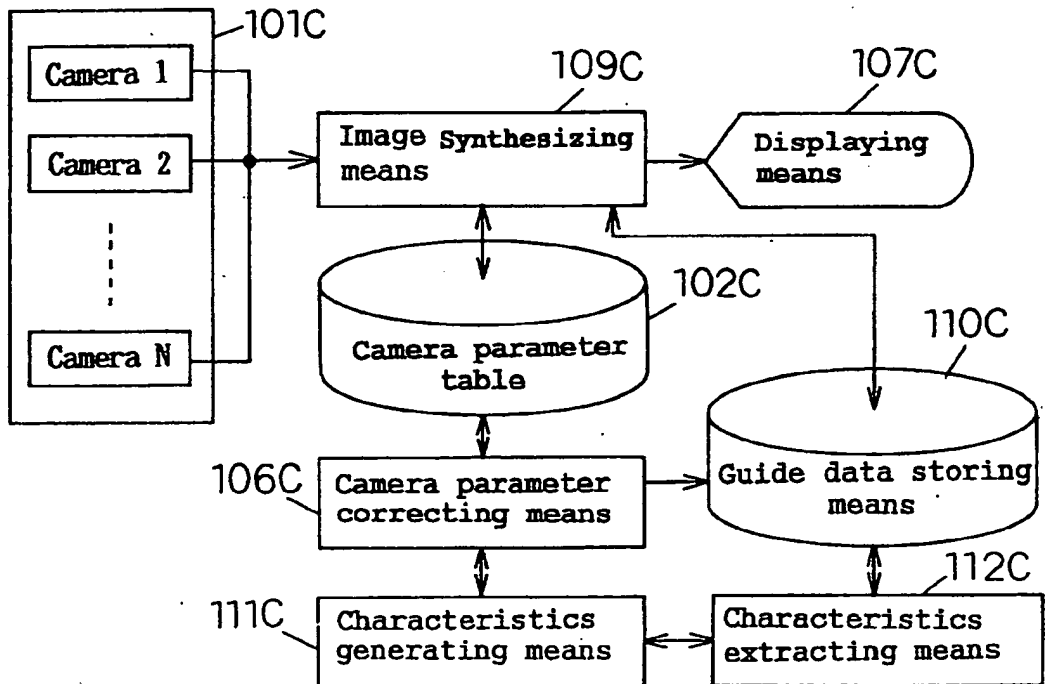 101C
Camera 1
Camera 2
Camera N
109C
Image Synthesizing
means
107C
Displaying
means
102C
Camera parameter
table
110C
Guide data storing
means
106C
Camera parameter
correcting means
111C
Characteristics
generating means
112C
Characteristics
extracting means